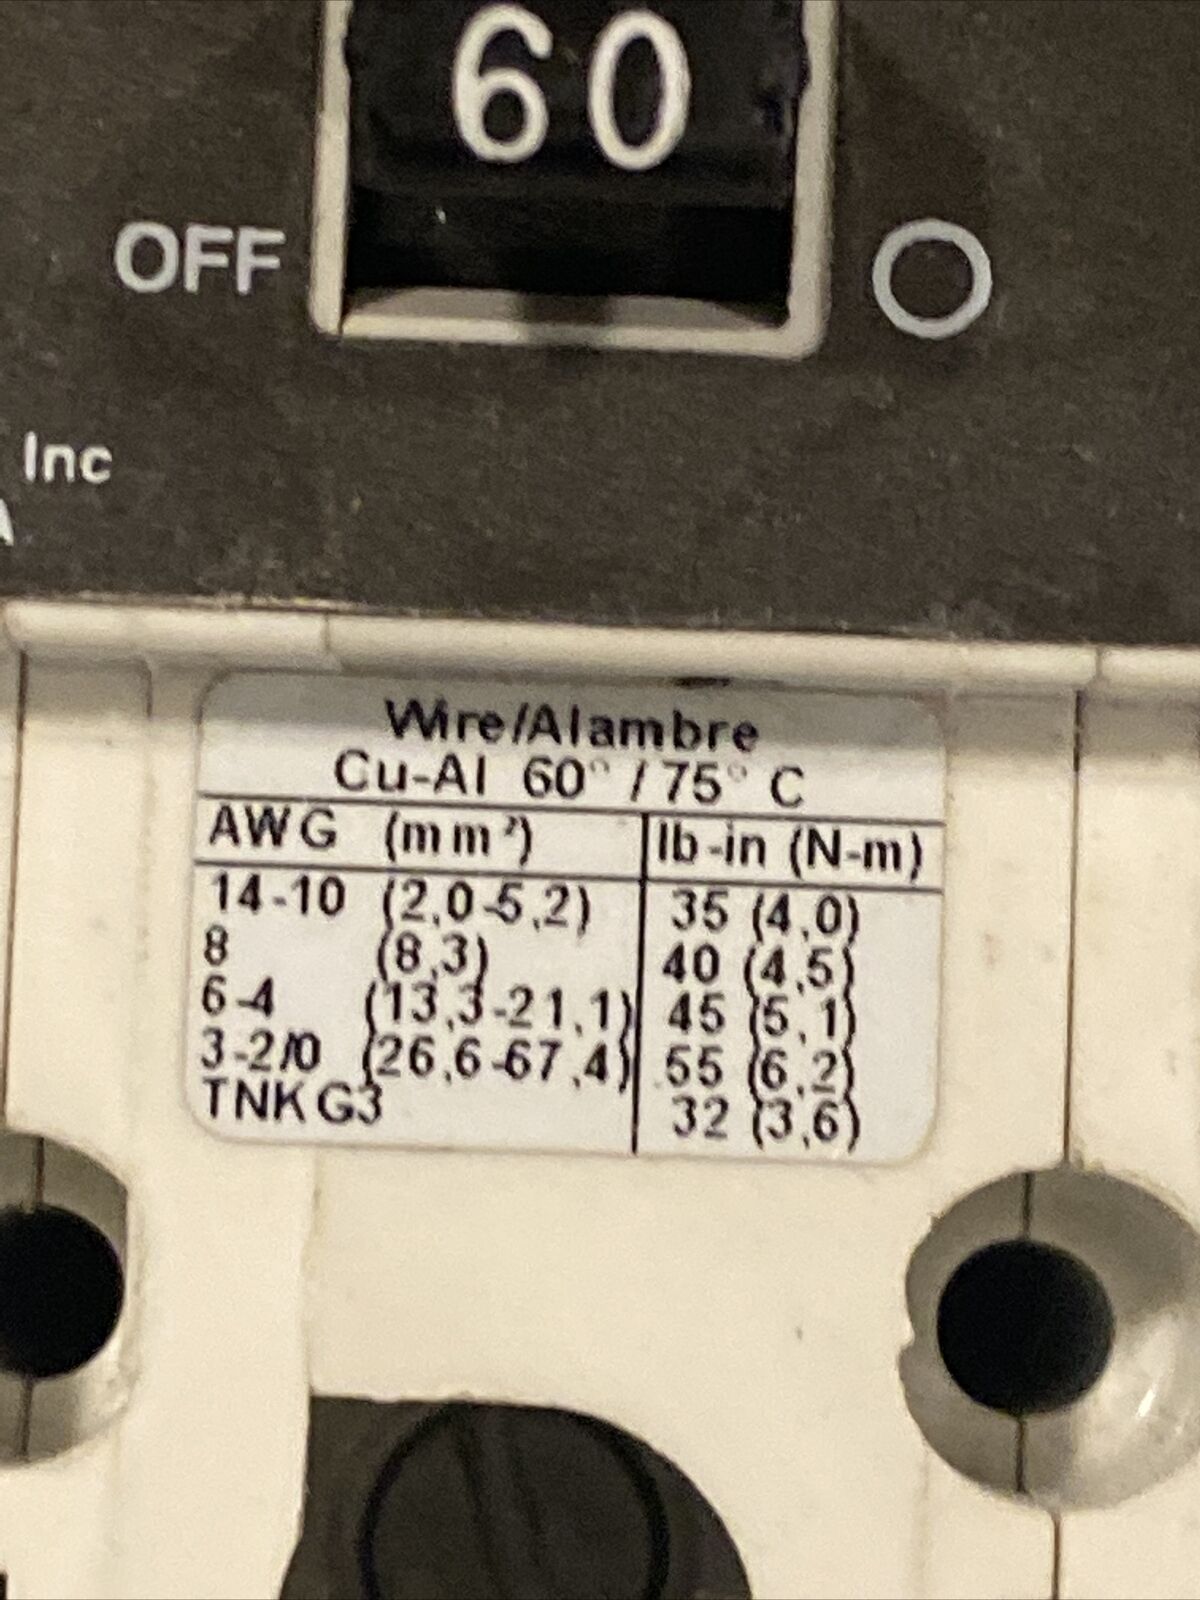 60
OFF
Inc
A
Wire/Alambre
Cu-Al 60° / 75° C
AWG (mm²) lb-in (N-m)
14-10 (2,0-5,2) 35 (4,0)
8 (8,3) 40 (4,5)
6-4 (13,3-21,1) 45 (5,1)
3-2/0 (26,6-67,4) 55 (6,2)
TNKG3 32 (3,6)